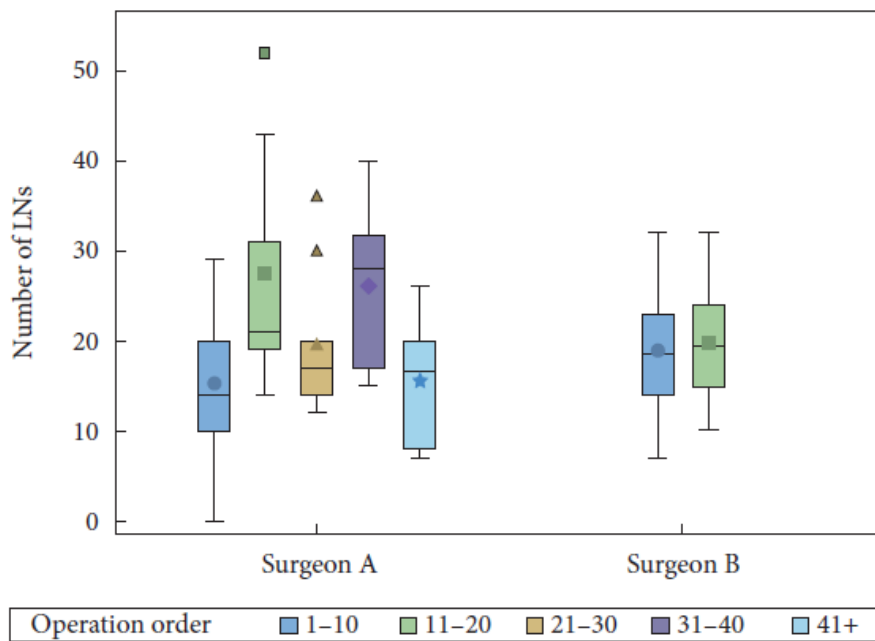 50
40
30
20
10
0
Number of LNs
Surgeon A
Surgeon B
Operation order
1–10
11–20
21–30
31–40
41+